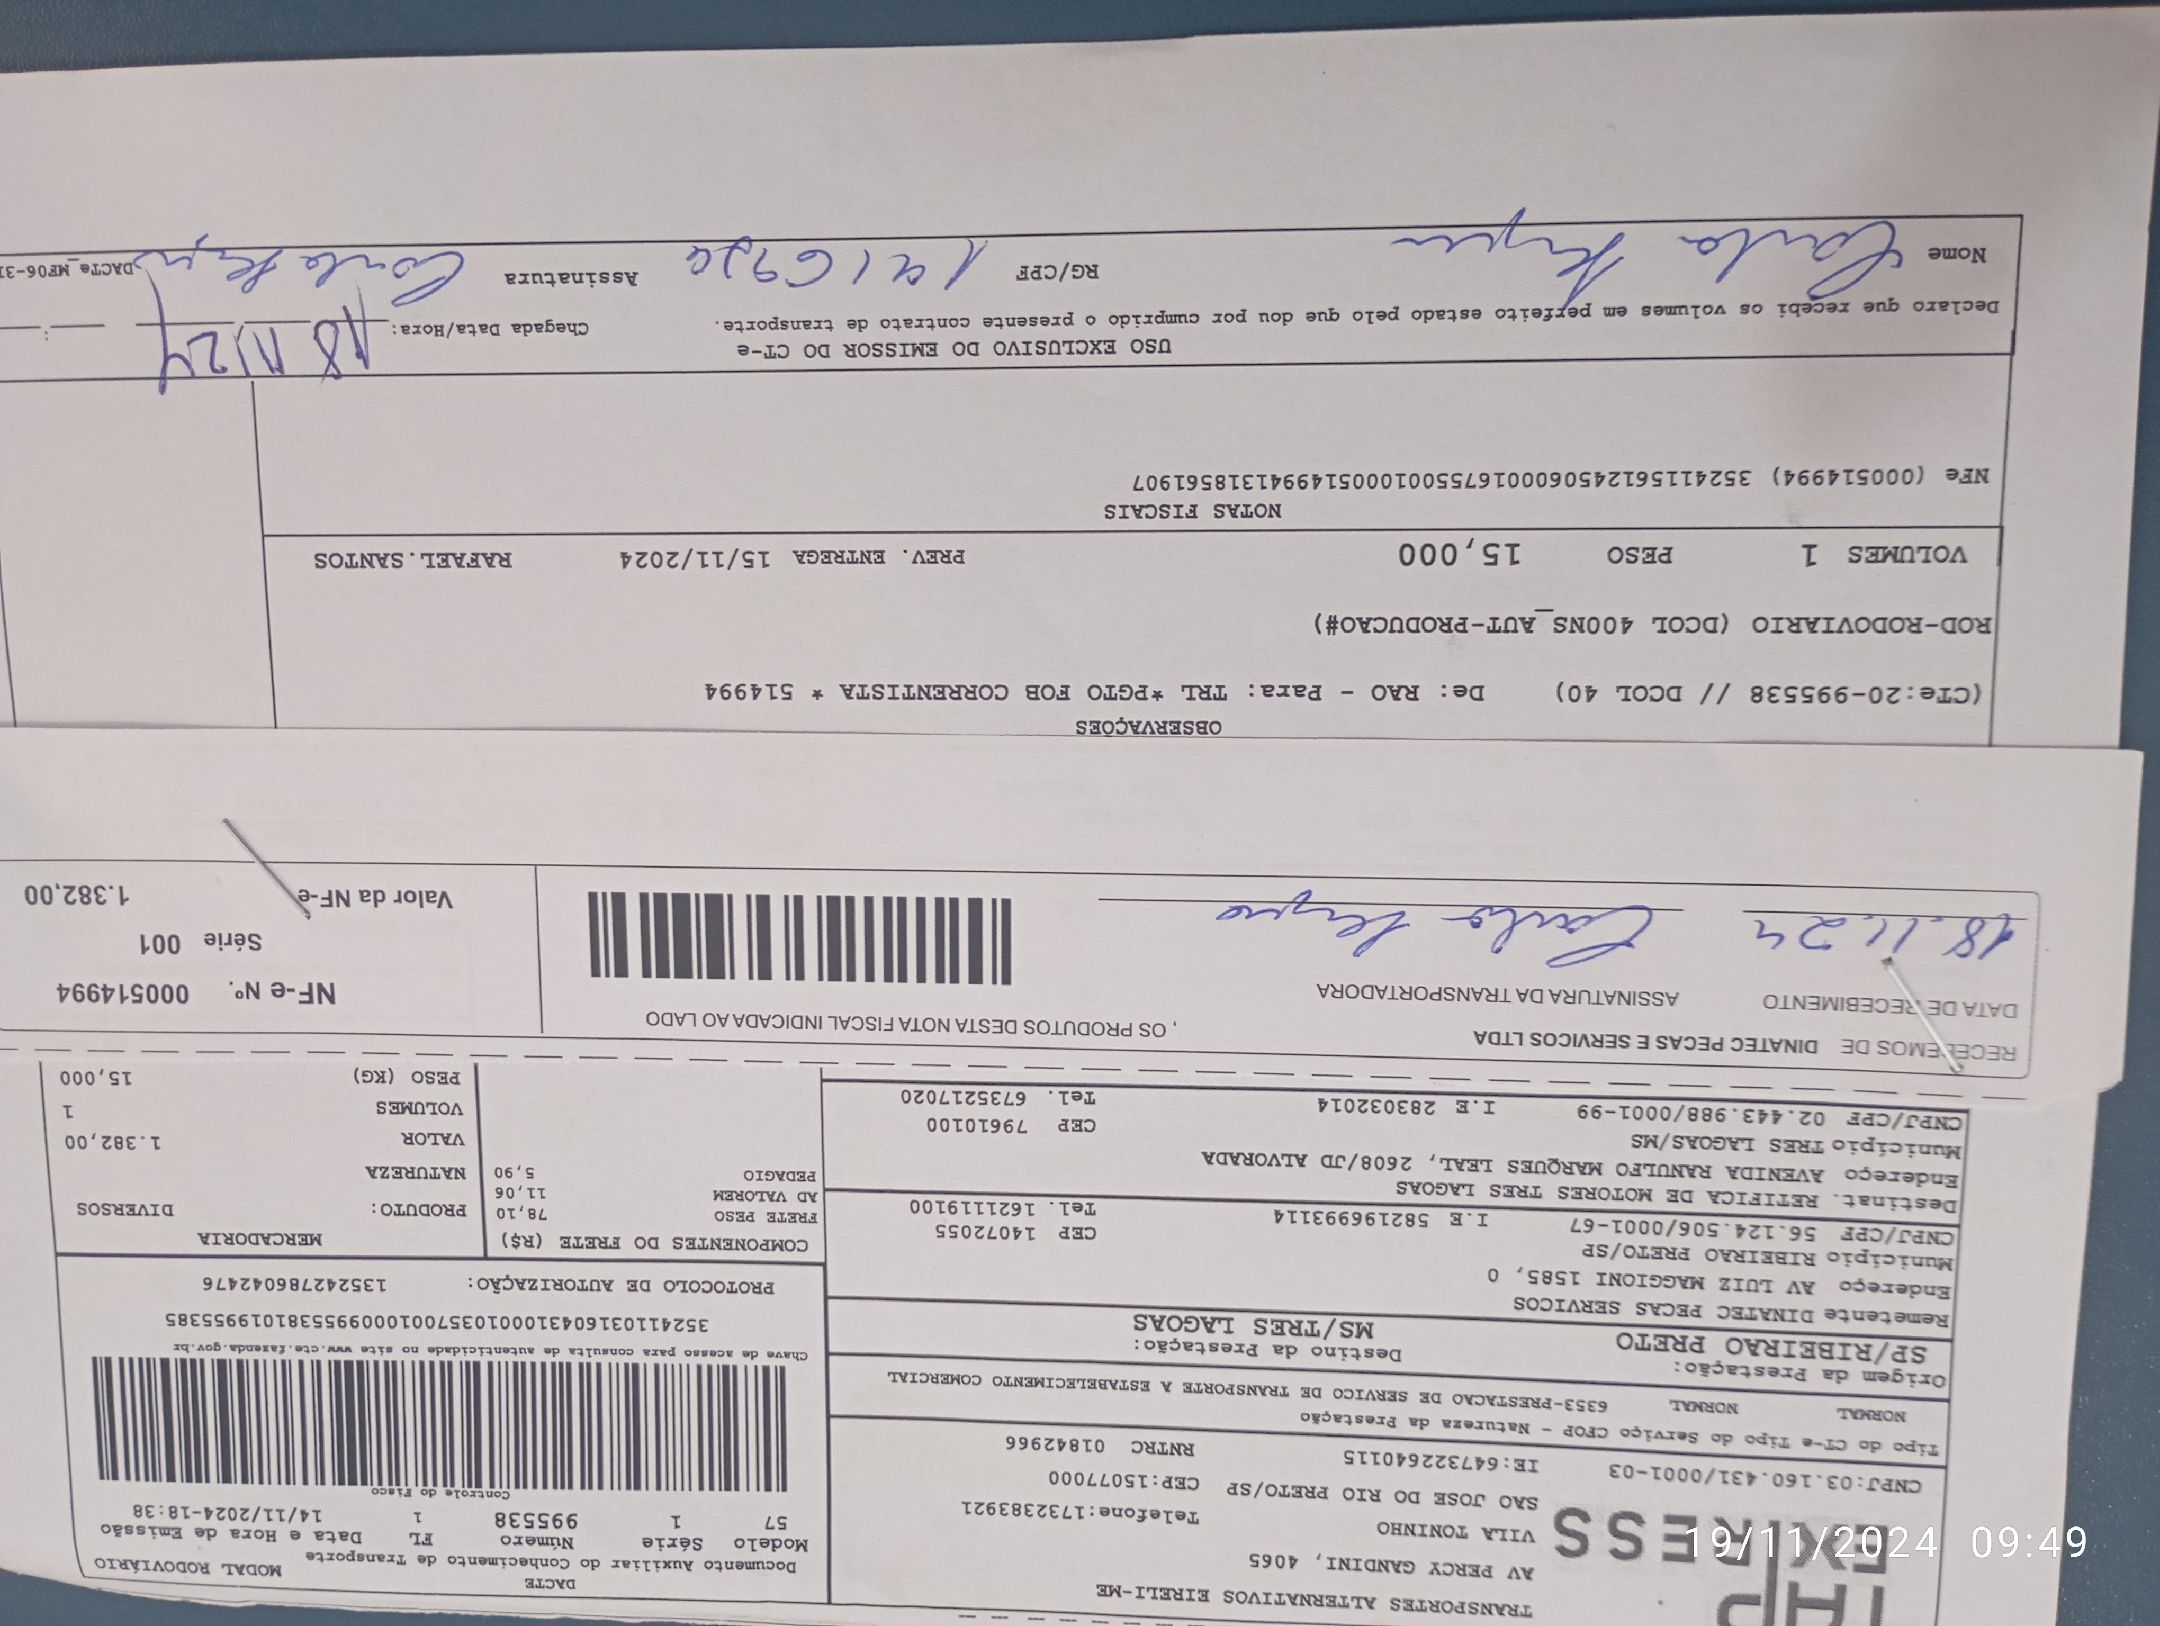 TAP
EXPRESS
TRANSPORTES ALTERNATIVOS EIRELI-ME
AV PERCY GANDINI, 4065
VILA TONINHO Telefone:1732383921
SAO JOSE DO RIO PRETO/SP CEP:15077000
CNPJ:03.160.431/0001-03 IE:647322640115 RNTRC 01842966
DACTE
Documento Auxiliar do Conhecimento de Transporte MODAL RODOVIÁRIO
Modelo Série Número FL Data e Hora de Emissão
57 1 995538 1 14/11/2024-18:38
Controle do Fisco
Tipo do CT-e Tipo do Serviço CFOP - Natureza da Prestação
NORMAL NORMAL 6353-PRESTACAO DE SERVICO DE TRANSPORTE A ESTABELECIMENTO COMERCIAL
Origem da Prestação: Destino da Prestação:
SP/RIBEIRAO PRETO MS/TRES LAGOAS
Chave de acesso para consulta de autenticidade no site www.cte.fazenda.gov.br
35241103160431000103570010009955381019955385
PROTOCOLO DE AUTORIZAÇÃO: 135242786042476
Remetente DINATEC PECAS SERVICOS
Endereço AV LUIZ MAGGIONI 1585, 0
Município RIBEIRAO PRETO/SP CEP 14072055
CNPJ/CPF 56.124.506/0001-67 I.E 582196993114 Tel. 1621119100
Destinat. RETIFICA DE MOTORES TRES LAGOAS
Endereço AVENIDA RANULFO MARQUES LEAL, 2608/JD ALVORADA
Município TRES LAGOAS/MS CEP 79610100
CNPJ/CPF 02.443.988/0001-99 I.E 283032014 Tel. 6735217020
COMPONENTES DO FRETE (R$)
FRETE PESO 78,10
AD VALOREM 11,06
PEDAGIO 5,90
MERCADORIA
PRODUTO: DIVERSOS
NATUREZA
VALOR 1.382,00
VOLUMES 1
PESO (KG) 15,000
RECEBEMOS DE DINATEC PECAS E SERVICOS LTDA , OS PRODUTOS DESTA NOTA FISCAL INDICADA AO LADO
DATA DE RECEBIMENTO ASSINATURA DA TRANSPORTADORA
18.11.24
NF-e Nº. 000514994
Série 001
Valor da NF-e 1.382,00
OBSERVAÇOES
(CTe:20-995538 // DCOL 40) De: RAO - Para: TRL *PGTO FOB CORRENTISTA * 514994
ROD-RODOVIARIO (DCOL 400NS_AUT-PRODUCAO#)
VOLUMES 1 PESO 15,000 PREV. ENTREGA 15/11/2024 RAFAEL.SANTOS
NOTAS FISCAIS
NFe (000514994) 35241156124506000167550010005149941318561907
USO EXCLUSIVO DO EMISSOR DO CT-e
Declaro que recebi os volumes em perfeito estado pelo que dou por cumprido o presente contrato de transporte.
Chegada Data/Hora: 18 11/24
Nome RG/CPF Assinatura
DACTe_MF06-31
19/11/2024 09:49